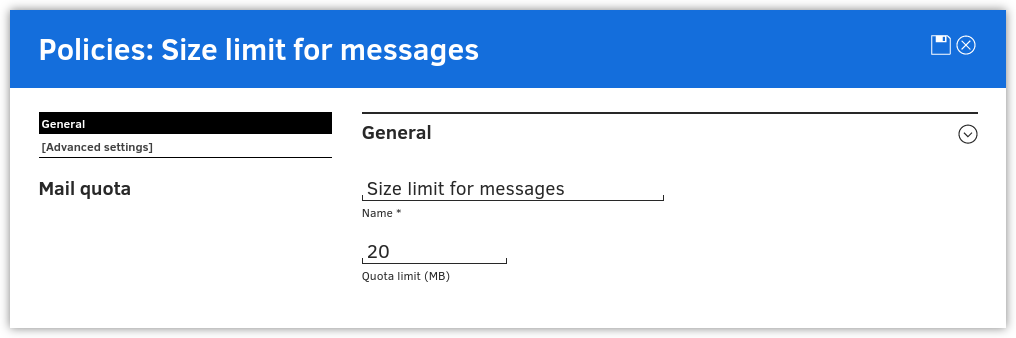 Policies: Size limit for messages
General
[Advanced settings]
Mail quota
General
Size limit for messages
Name *
20
Quota limit (MB)